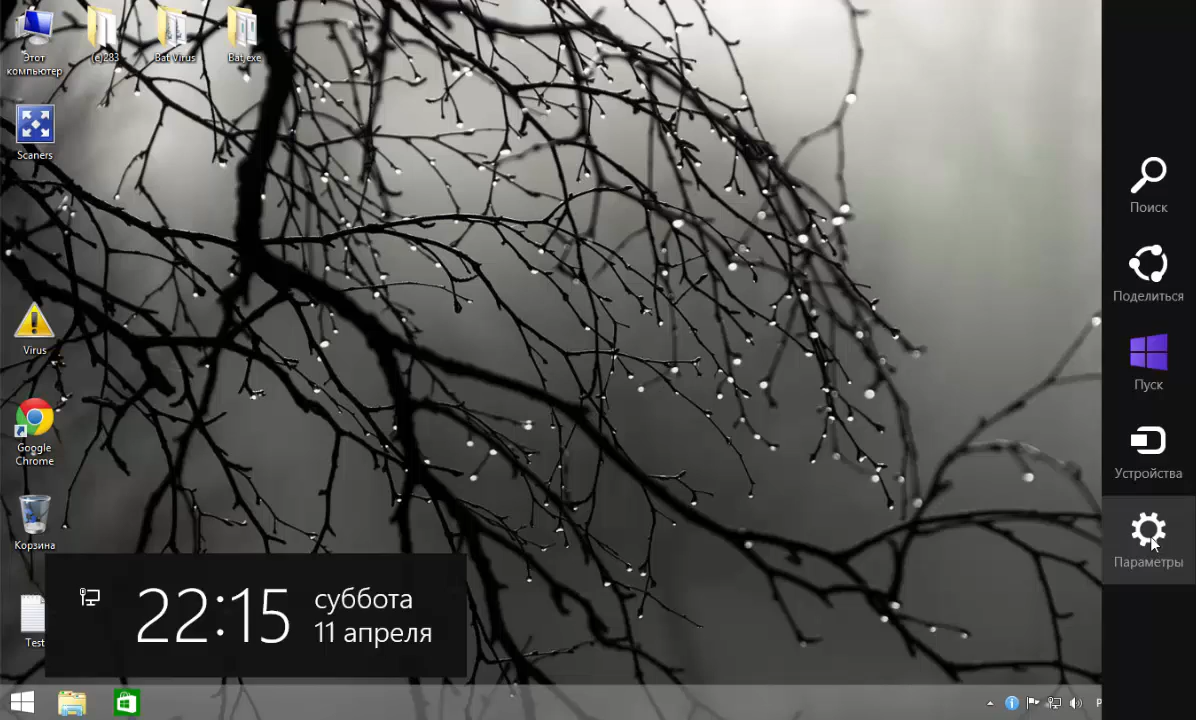 Этот
компьютер
(c)283
Bat Virus
Bat exe
Scaners
Virus
Google
Chrome
Корзина
Test
22:15
суббота
11 апреля
Поиск
Поделиться
Пуск
Устройства
Параметры